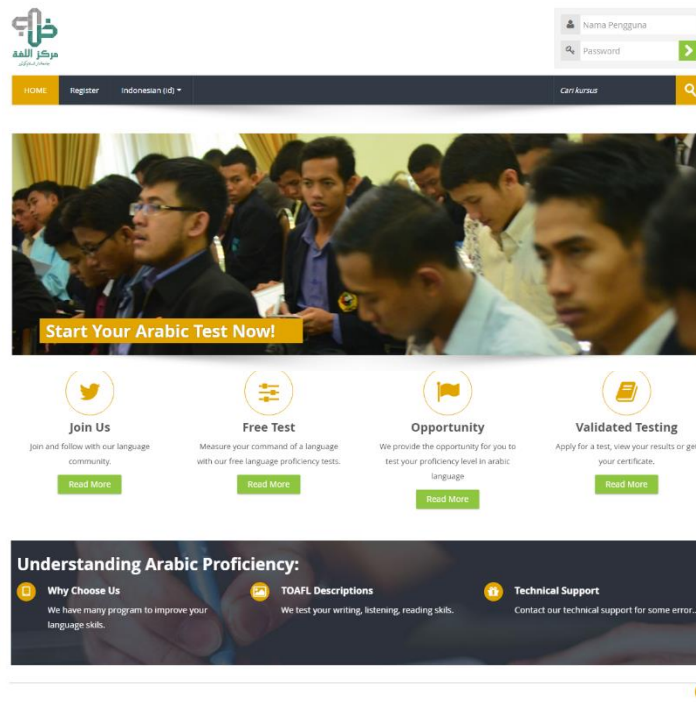 مركز اللغة
Nama Pengguna
Password
HOME
Register
Indonesian (id)
Cari kursus
Start Your Arabic Test Now!
Join Us
Join and follow with our language
community.
Read More
Free Test
Measure your command of a language
with our free language proficiency tests.
Read More
Opportunity
We provide the opportunity for you to
test your proficiency level in arabic
language
Read More
Validated Testing
Apply for a test, view your results or ge
your certificate.
Read More
Understanding Arabic Proficiency:
Why Choose Us
We have many program to improve your
language skils.
TOAFL Descriptions
We test your writing, listening, reading skils.
Technical Support
Contact our technical support for some error..